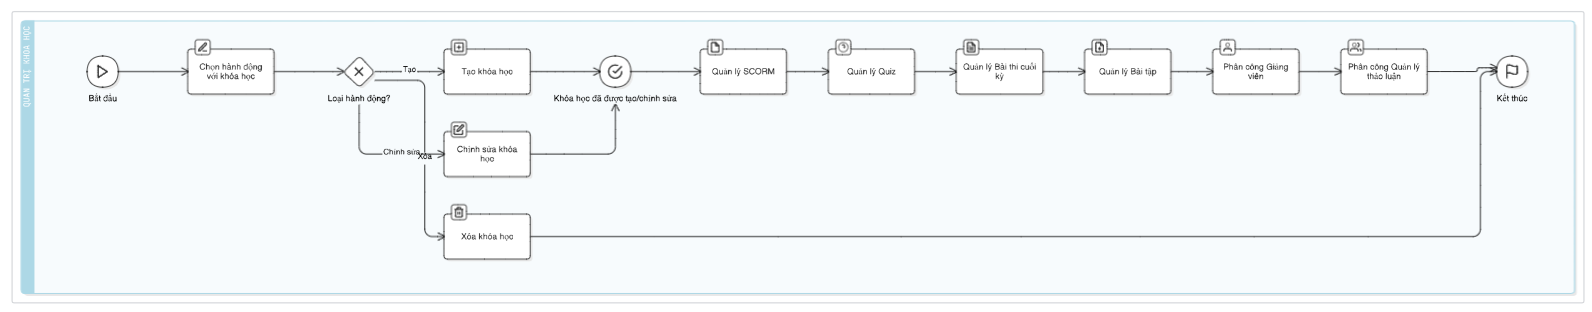 QUẢN TRỊ KHÓA HỌC
Bắt đầu
Chọn hành động
với khóa học
Loại hành động?
Tạo
Chỉnh sửa
Xóa
Tạo khóa học
Chỉnh sửa khóa
học
Xóa khóa học
Khóa học đã được tạo/chỉnh sửa
Quản lý SCORM
Quản lý Quiz
Quản lý Bài thi cuối
kỳ
Quản lý Bài tập
Phân công Giảng
viên
Phân công Quản lý
thảo luận
Kết thúc